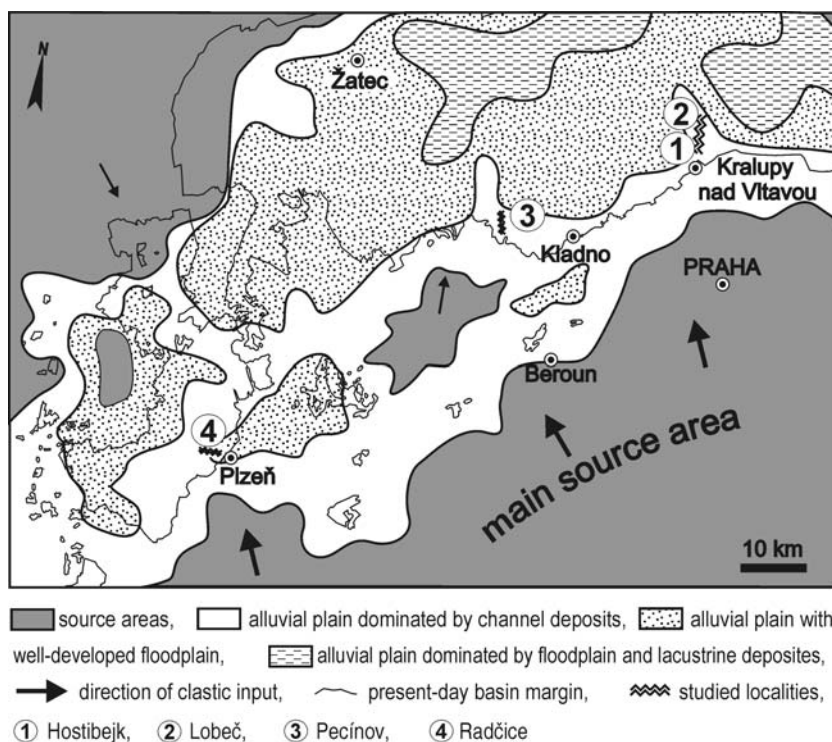 N
Žatec
2
1
Kralupy
nad Vltavou
3
Kladno
PRAHA
Beroun
4
Plzeň
main source area
10 km
source areas, alluvial plain dominated by channel deposits, alluvial plain with
well-developed floodplain, alluvial plain dominated by floodplain and lacustrine deposites,
direction of clastic input, present-day basin margin, studied localities,
1 Hostibejk, 2 Lobeč, 3 Pecínov, 4 Radčice